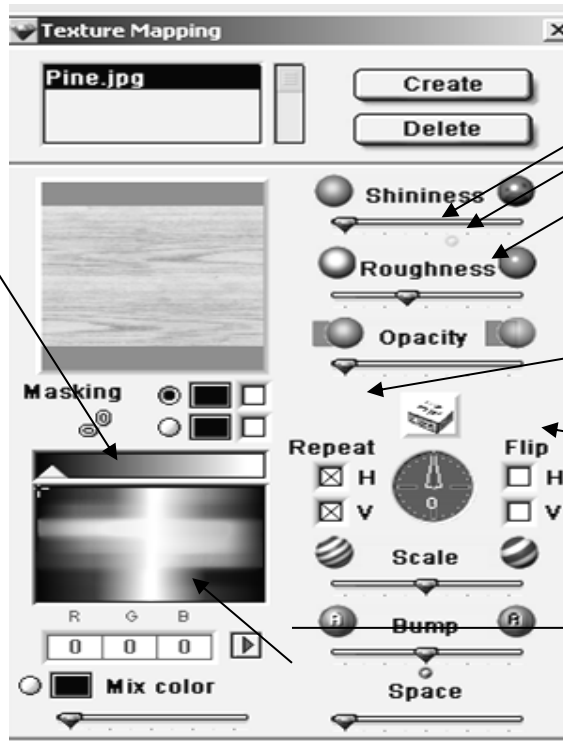 Texture Mapping
Pine.jpg
Create
Delete
Shininess
Roughness
Opacity
Masking
Repeat
Flip
H
H
V
V
0
Scale
R G B
0 0 0
Bump
Mix color
Space